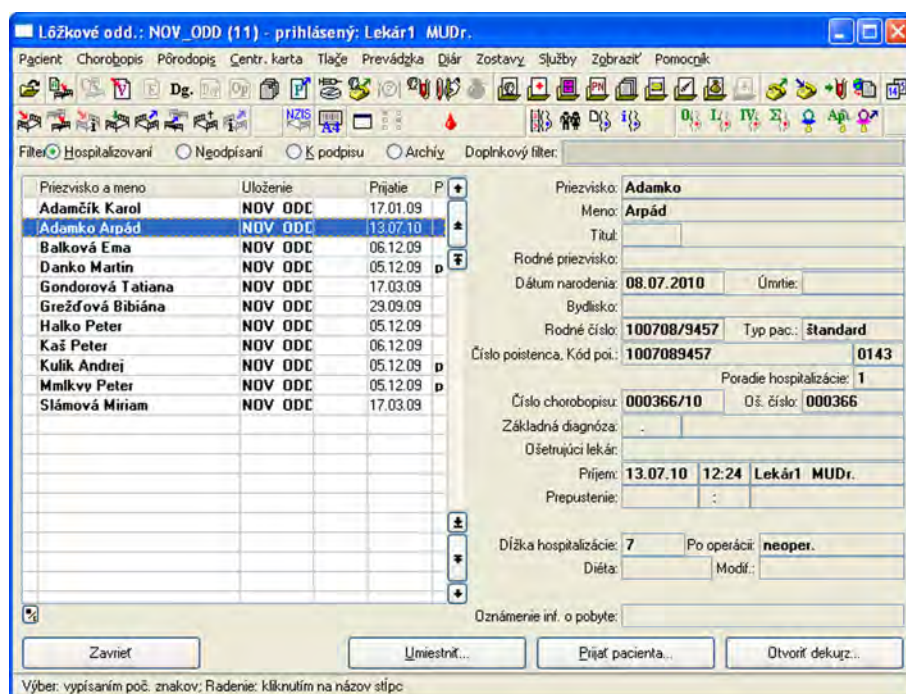 Lôžkové odd.: NOV_ODD (11) - prihlásený: Lekár1 MUDr.
Pacient Chorobopis Pôrodopis Centr. karta Tlače Prevádzka Diár Zostavy Služby Zobraziť Pomocník
Dg. Op
NZIS A4
Filter Hospitalizovaní Neodpísaní K podpisu Archív Doplnkový filter:
Priezvisko a meno Uloženie Prijatie P
Adamčík Karol NOV ODD 17.01.09
Adamko Arpád NOV ODD 13.07.10
Balková Ema NOV ODD 06.12.09
Danko Martin NOV ODD 05.12.09 p
Gondorová Tatiana NOV ODD 17.03.09
Grežďová Bibiána NOV ODD 29.09.09
Halko Peter NOV ODD 05.12.09
Kaš Peter NOV ODD 06.12.09
Kulik Andrej NOV ODD 05.12.09 p
Mmlkvy Peter NOV ODD 05.12.09 p
Slámová Miriam NOV ODD 17.03.09
Priezvisko: Adamko
Meno: Arpád
Titul:
Rodné priezvisko:
Dátum narodenia: 08.07.2010 Úmrtie:
Bydlisko:
Rodné číslo: 100708/9457 Typ pac.: štandard
Číslo poistenca, Kód poi.: 1007089457 0143
Poradie hospitalizácie: 1
Číslo chorobopisu: 000366/10 Oš. číslo: 000366
Základná diagnóza: .
Ošetrujúci lekár:
Príjem: 13.07.10 12:24 Lekár1 MUDr.
Prepustenie: :
Dĺžka hospitalizácie: 7 Po operácii: neoper.
Diéta: Modif.:
Oznámenie inf. o pobyte:
Zavrieť Umiestniť... Prijať pacienta... Otvoriť dekurz...
Výber: vypísaním poč. znakov; Radenie: kliknutím na názov stĺpc